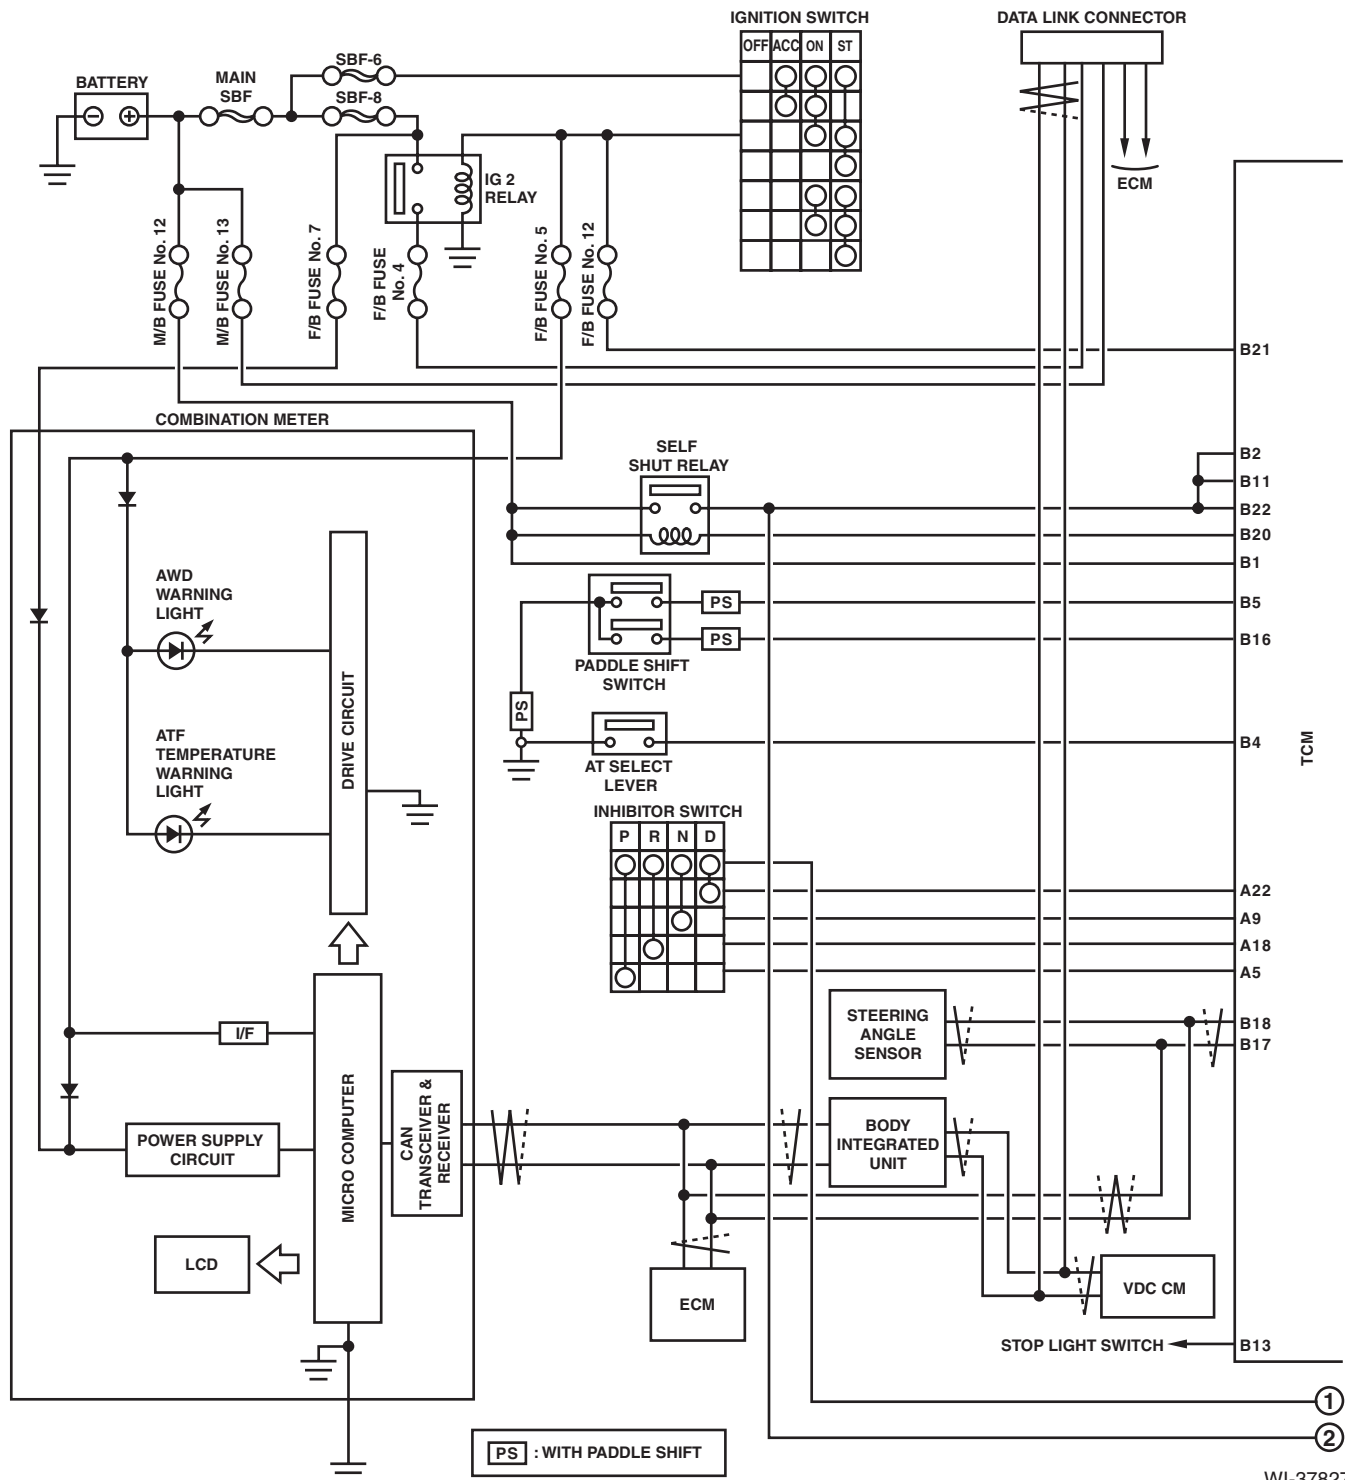 IGNITION SWITCH
DATA LINK CONNECTOR
OFF ACC ON ST
SBF-6
BATTERY
MAIN
SBF
SBF-8
IG 2
RELAY
ECM
M/B FUSE No. 12
M/B FUSE No. 13
F/B FUSE No. 7
F/B FUSE
No. 4
F/B FUSE No. 5
F/B FUSE No. 12
B21
COMBINATION METER
SELF
SHUT RELAY
B2
B11
B22
B20
B1
AWD
WARNING
LIGHT
PS
B5
PS
B16
PADDLE SHIFT
SWITCH
PS
DRIVE CIRCUIT
ATF
TEMPERATURE
WARNING
LIGHT
B4
AT SELECT
LEVER
TCM
INHIBITOR SWITCH
P R N D
A22
A9
A18
A5
STEERING
ANGLE
SENSOR
B18
B17
I/F
MICRO COMPUTER
CAN
TRANSCEIVER &
RECEIVER
POWER SUPPLY
CIRCUIT
BODY
INTEGRATED
UNIT
LCD
ECM
VDC CM
STOP LIGHT SWITCH
B13
1
2
PS : WITH PADDLE SHIFT
WI-37827